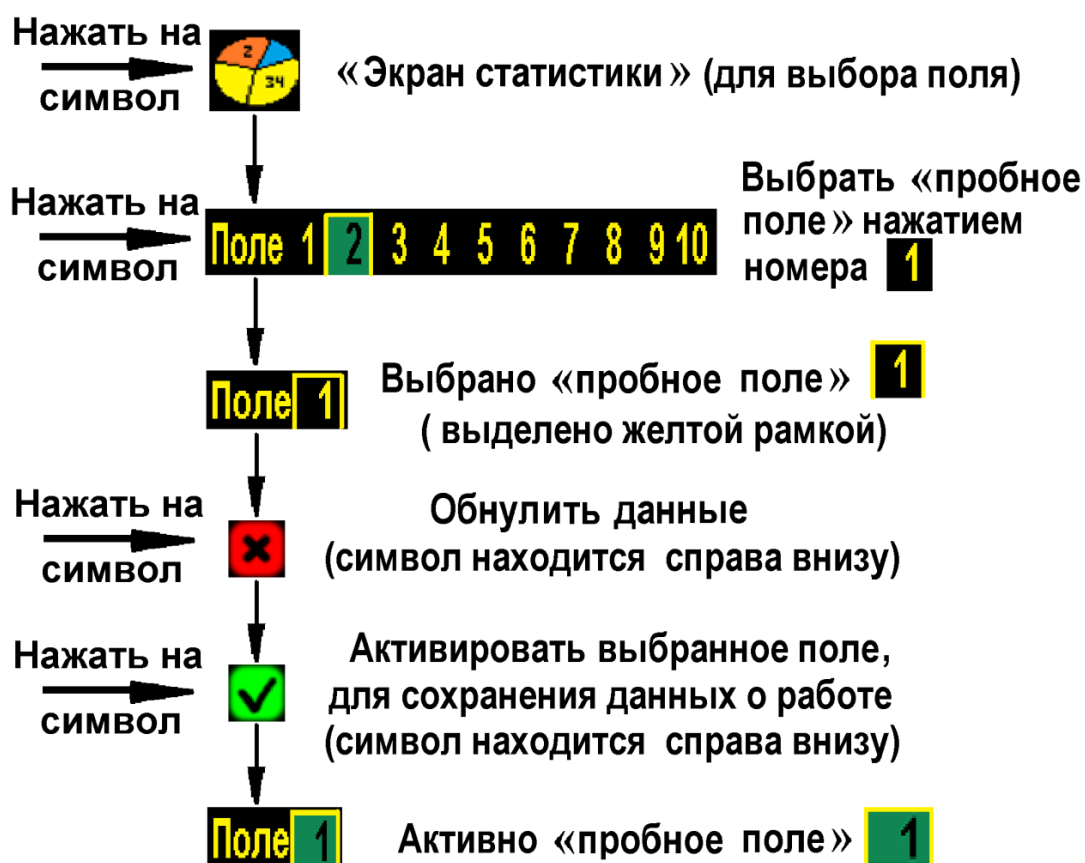 Нажать на
символ
2
34
«Экран статистики» (для выбора поля)
Нажать на
символ
Поле 1 2 3 4 5 6 7 8 9 10
Выбрать «пробное
поле» нажатием
номера 1
Поле 1
Выбрано «пробное поле» 1
( выделено желтой рамкой)
Нажать на
символ
Обнулить данные
(символ находится справа внизу)
Нажать на
символ
Активировать выбранное поле,
для сохранения данных о работе
(символ находится справа внизу)
Поле 1
Активно «пробное поле» 1